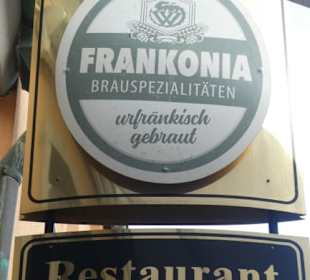 FRANKONIA
BRAUSPEZIALITÄTEN
urfränkisch
gebraut
Restaurant